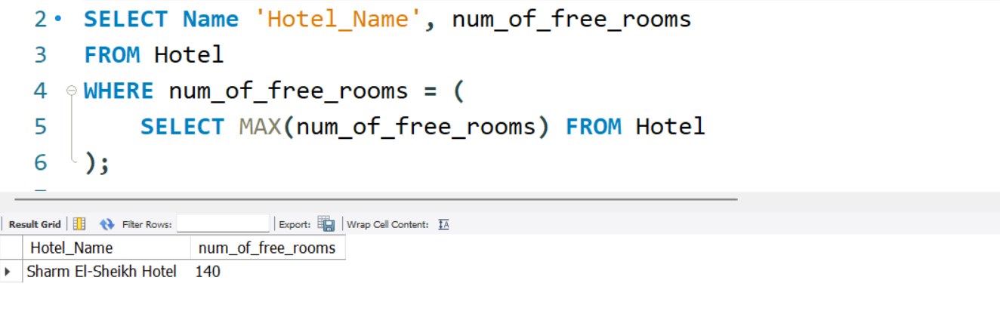 2 SELECT Name 'Hotel_Name', num_of_free_rooms
3 FROM Hotel
4 WHERE num_of_free_rooms = (
5 SELECT MAX(num_of_free_rooms) FROM Hotel
6 );
Result Grid Filter Rows: Export: Wrap Cell Content: IA
Hotel_Name num_of_free_rooms
Sharm El-Sheikh Hotel 140